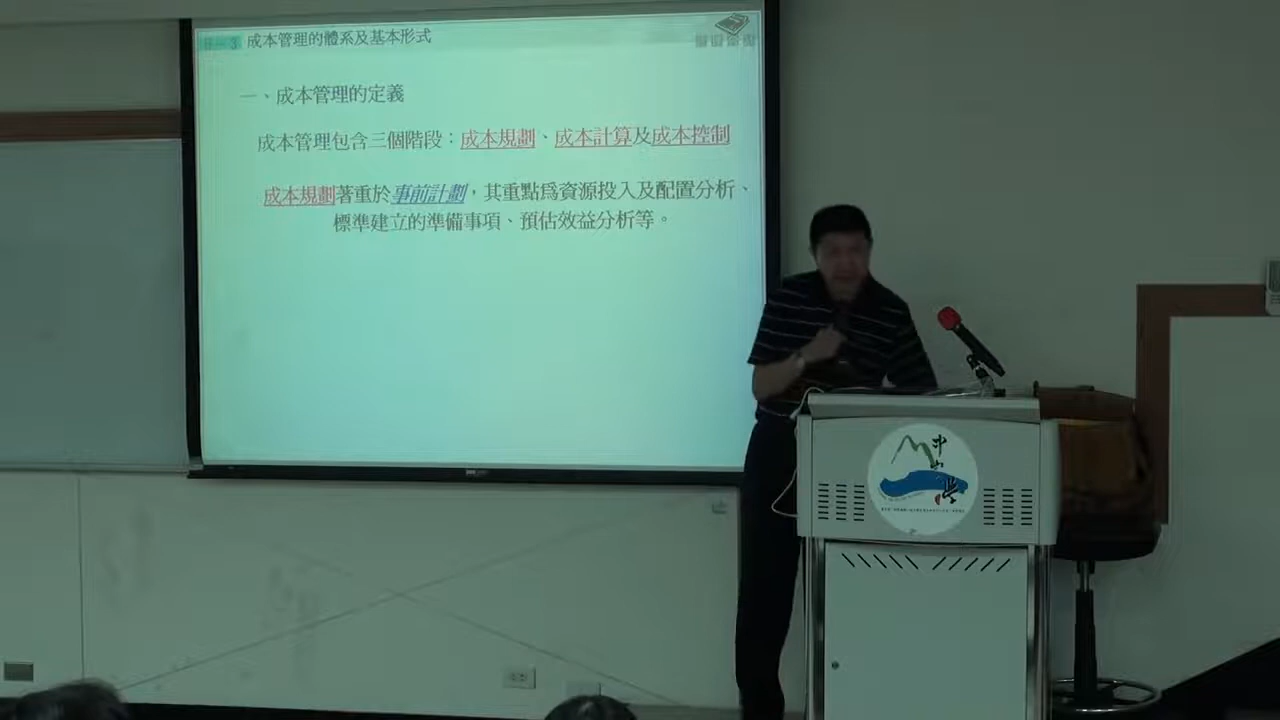 成本管理的體系及基本形式
一、成本管理的定義
成本管理包含三個階段：成本規劃、成本計算及成本控制
成本規劃著重於事前計劃，其重點為資源投入及配置分析、
標準建立的準備事項、預估效益分析等。
中山學